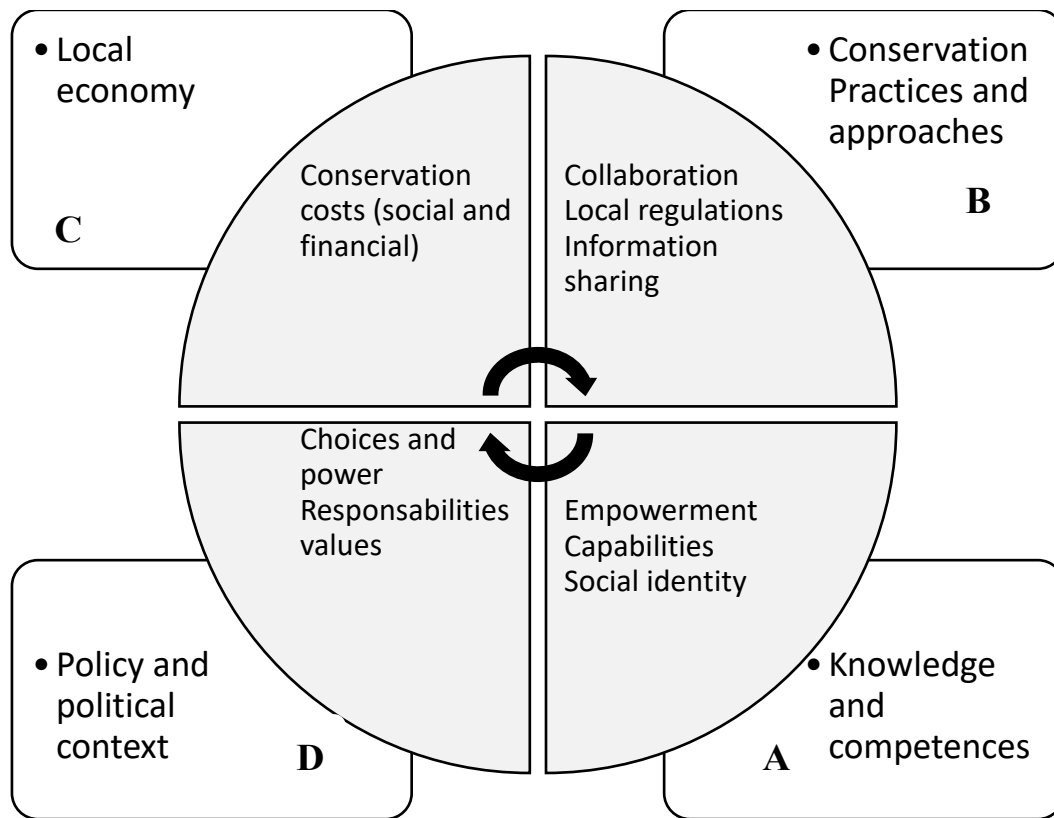 • Local
economy
C
Conservation
costs (social and
financial)
• Conservation
Practices and
approaches
B
Collaboration
Local regulations
Information
sharing
Choices and
power
Responsabilities
values
• Policy and
political
context
D
Empowerment
Capabilities
Social identity
• Knowledge
and
competences
A